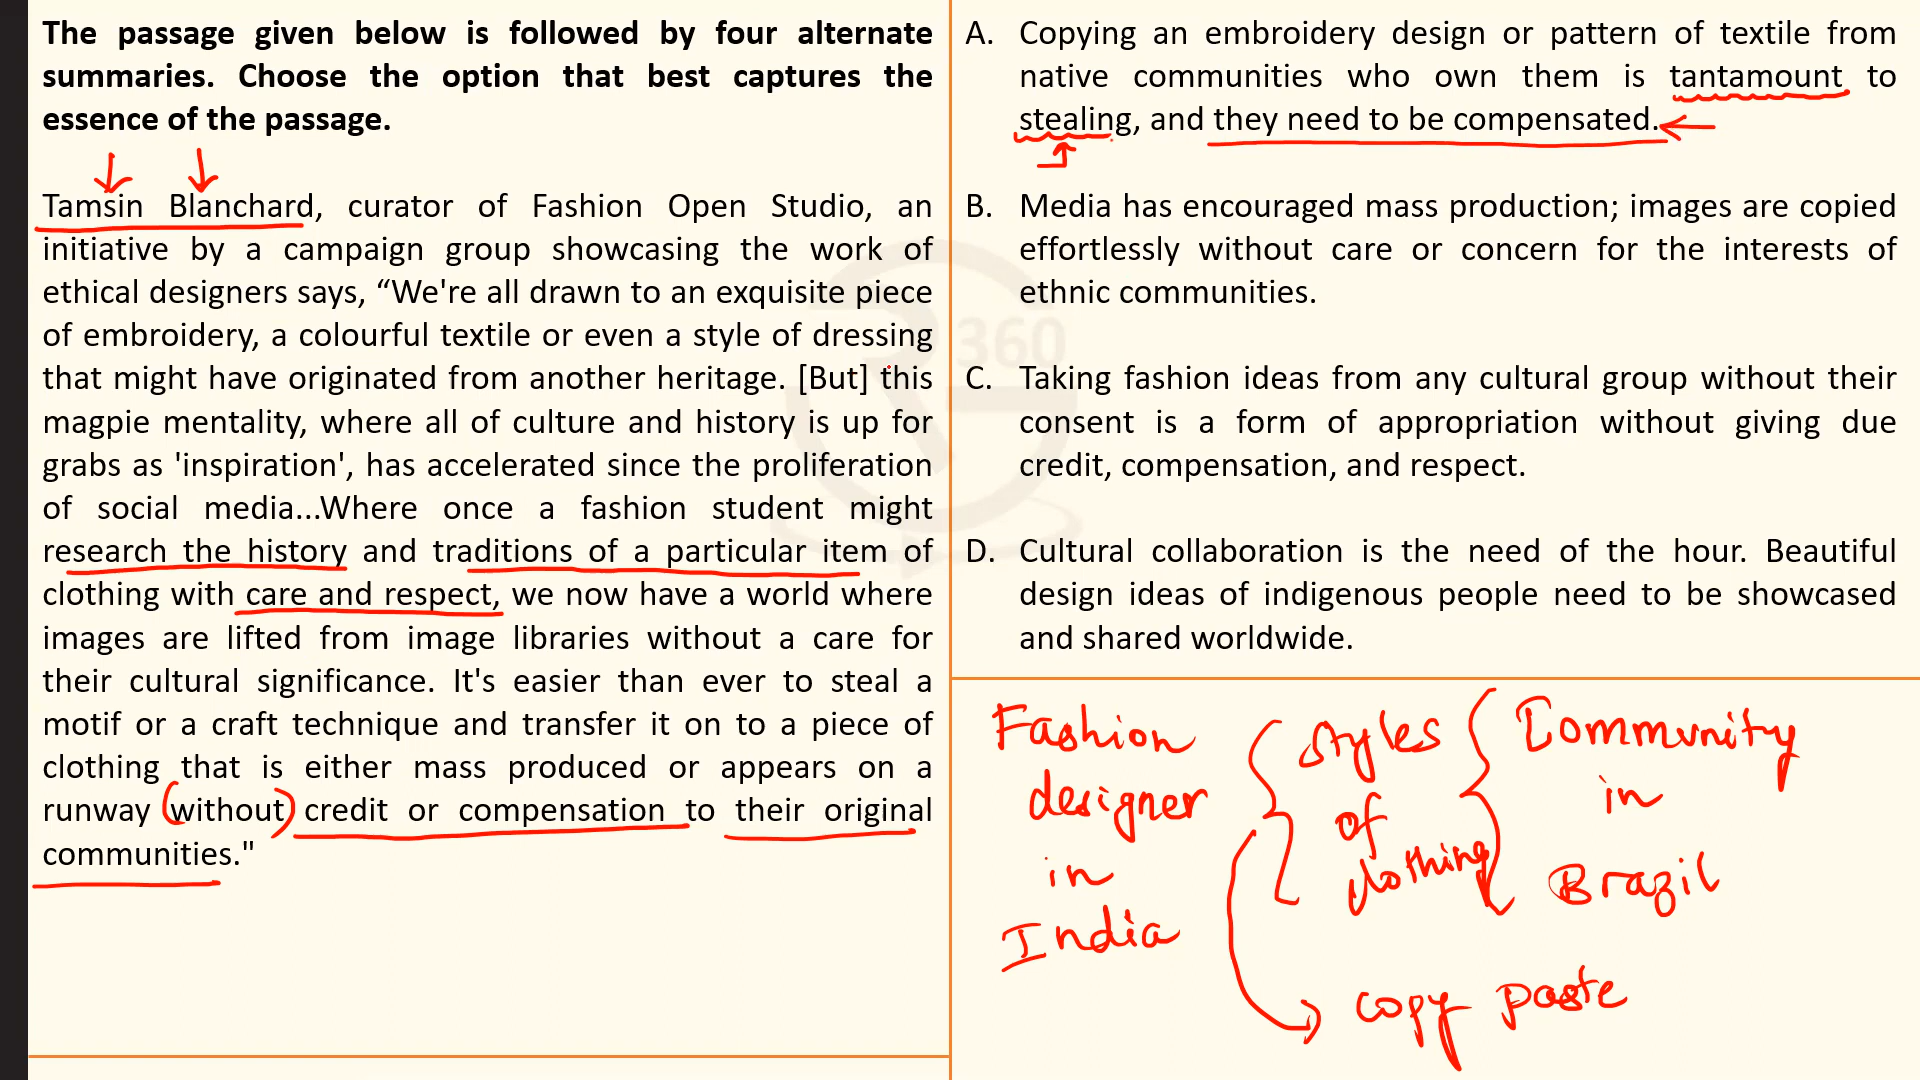 The passage given below is followed by four alternate
summaries. Choose the option that best captures the
essence of the passage.
Tamsin Blanchard, curator of Fashion Open Studio, an
initiative by a campaign group showcasing the work of
ethical designers says, “We're all drawn to an exquisite piece
of embroidery, a colourful textile or even a style of dressing
that might have originated from another heritage. [But] this
magpie mentality, where all of culture and history is up for
grabs as 'inspiration', has accelerated since the proliferation
of social media...Where once a fashion student might
research the history and traditions of a particular item of
clothing with care and respect, we now have a world where
images are lifted from image libraries without a care for
their cultural significance. It's easier than ever to steal a
motif or a craft technique and transfer it on to a piece of
clothing that is either mass produced or appears on a
runway (without) credit or compensation to their original
communities."
A. Copying an embroidery design or pattern of textile from
native communities who own them is tantamount to
stealing, and they need to be compensated.
B. Media has encouraged mass production; images are copied
effortlessly without care or concern for the interests of
ethnic communities.
C. Taking fashion ideas from any cultural group without their
consent is a form of appropriation without giving due
credit, compensation, and respect.
D. Cultural collaboration is the need of the hour. Beautiful
design ideas of indigenous people need to be showcased
and shared worldwide.
360
Fashion
designer
in
India
Styles
of
clothing
Community
in
Brazil
copy paste